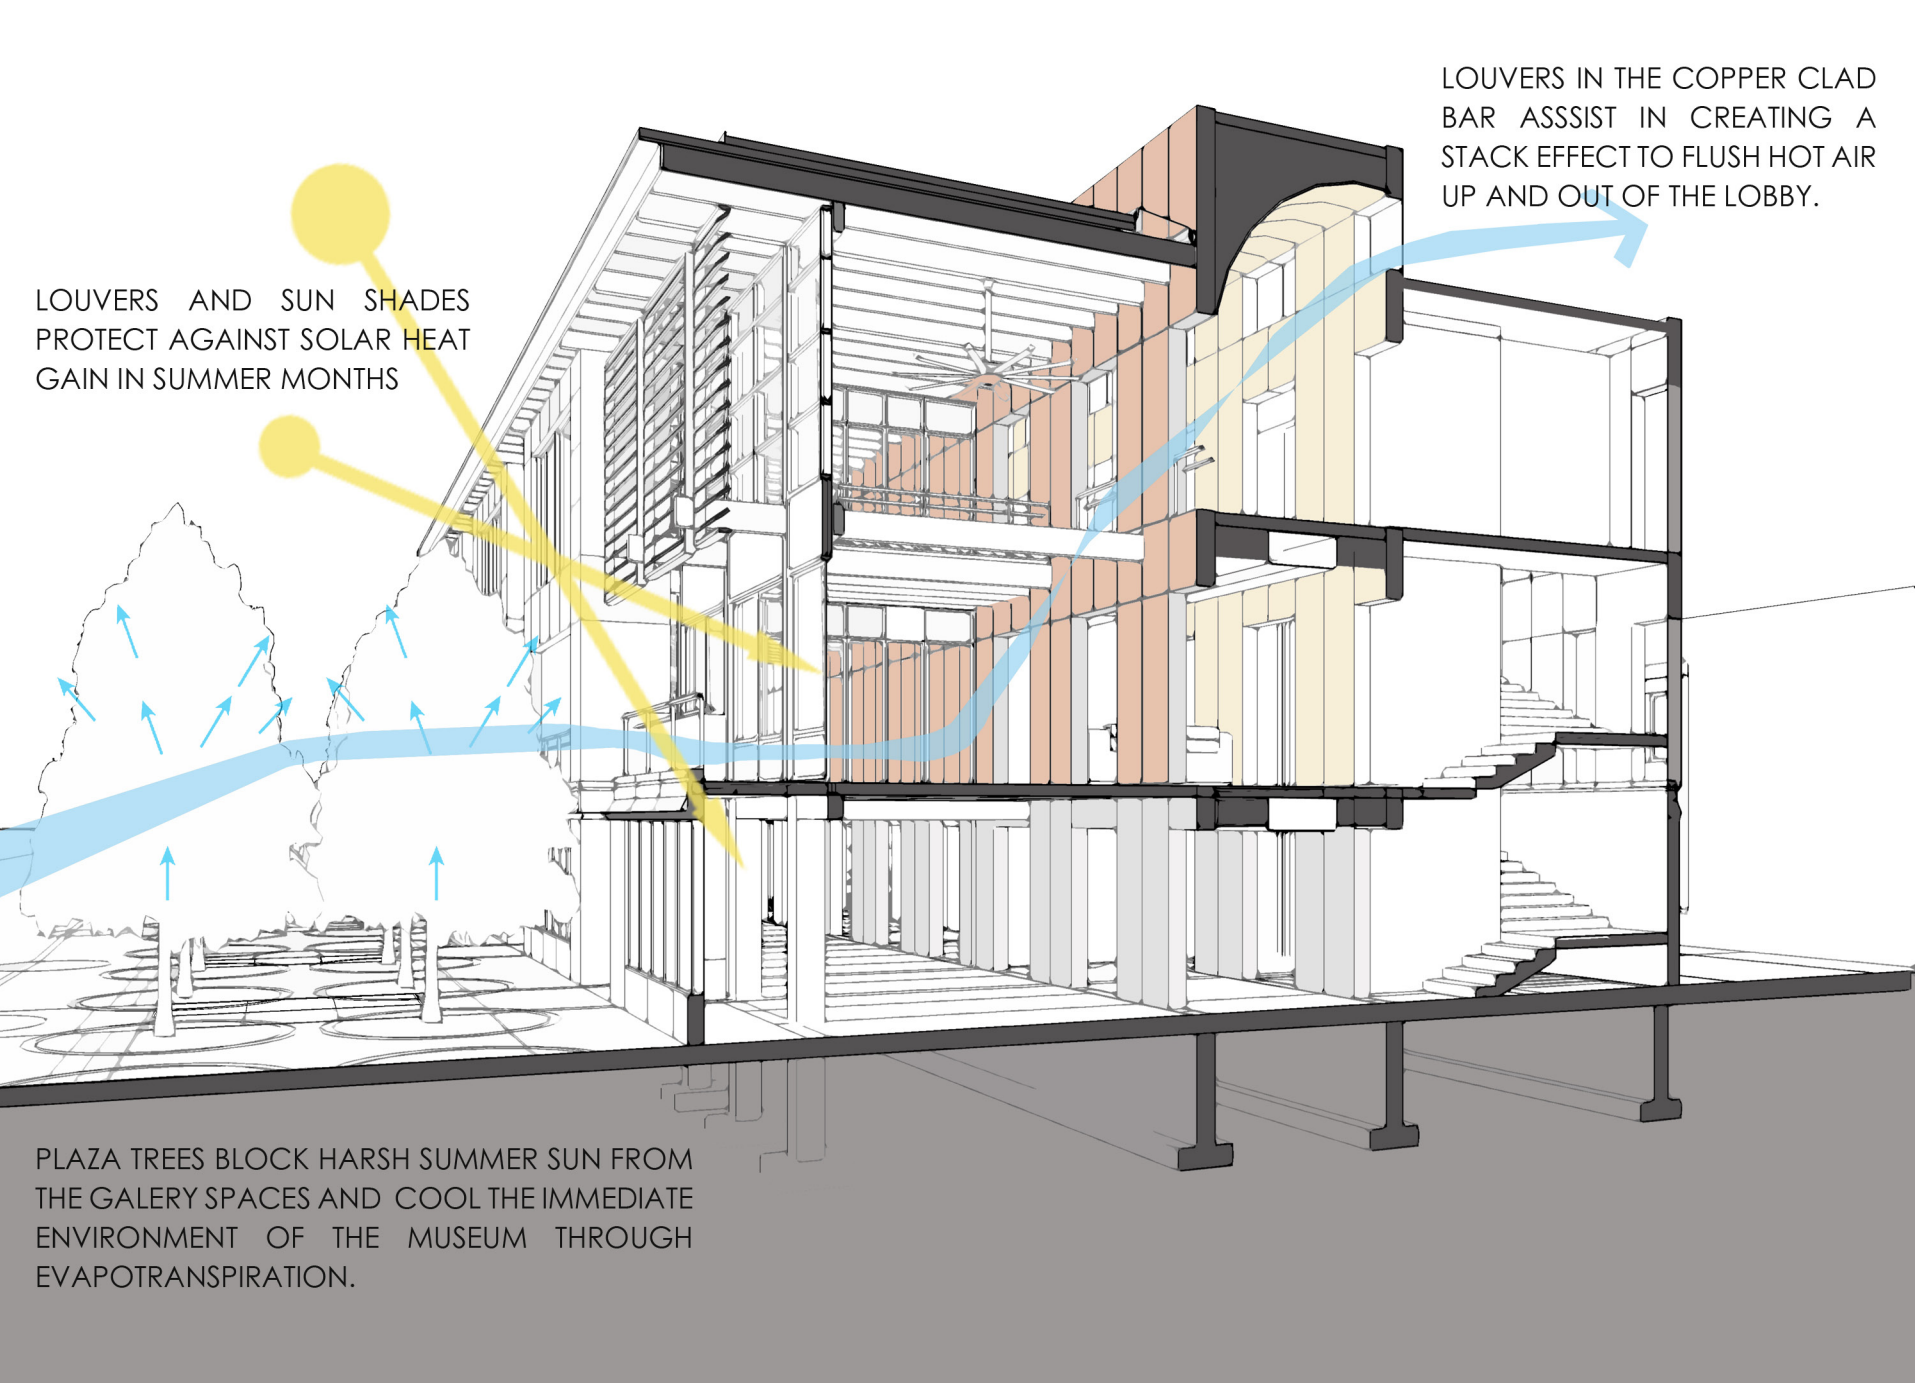 LOUVERS IN THE COPPER CLAD
BAR ASSSIST IN CREATING A
STACK EFFECT TO FLUSH HOT AIR
UP AND OUT OF THE LOBBY.
LOUVERS AND SUN SHADES
PROTECT AGAINST SOLAR HEAT
GAIN IN SUMMER MONTHS
PLAZA TREES BLOCK HARSH SUMMER SUN FROM
THE GALERY SPACES AND COOL THE IMMEDIATE
ENVIRONMENT OF THE MUSEUM THROUGH
EVAPOTRANSPIRATION.